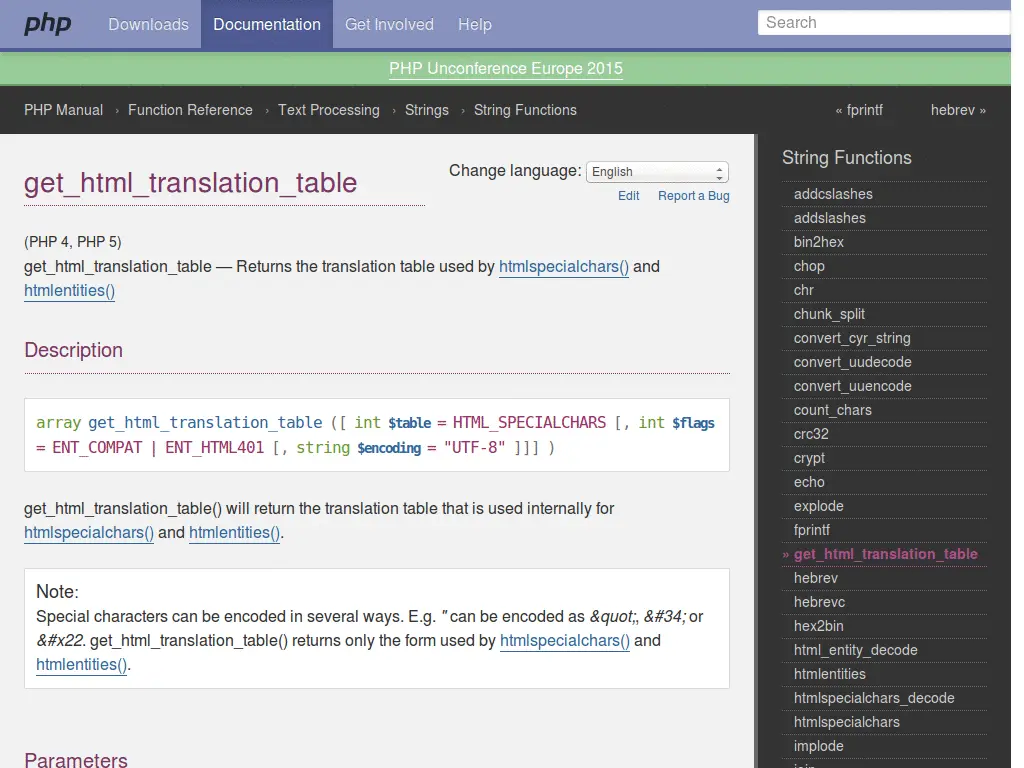 php Downloads Documentation Get Involved Help Search
PHP Unconference Europe 2015
PHP Manual › Function Reference › Text Processing › Strings › String Functions « fprintf hebrev »
get_html_translation_table
Change language: English
Edit Report a Bug
(PHP 4, PHP 5)
get_html_translation_table — Returns the translation table used by htmlspecialchars() and
htmlentities()
Description
array get_html_translation_table ([ int $table = HTML_SPECIALCHARS [, int $flags
= ENT_COMPAT | ENT_HTML401 [, string $encoding = "UTF-8" ]]] )
get_html_translation_table() will return the translation table that is used internally for
htmlspecialchars() and htmlentities().
Note:
Special characters can be encoded in several ways. E.g. " can be encoded as &quot;, &#34; or
&#x22. get_html_translation_table() returns only the form used by htmlspecialchars() and
htmlentities().
Parameters
String Functions
addcslashes
addslashes
bin2hex
chop
chr
chunk_split
convert_cyr_string
convert_uudecode
convert_uuencode
count_chars
crc32
crypt
echo
explode
fprintf
» get_html_translation_table
hebrev
hebrevc
hex2bin
html_entity_decode
htmlentities
htmlspecialchars_decode
htmlspecialchars
implode